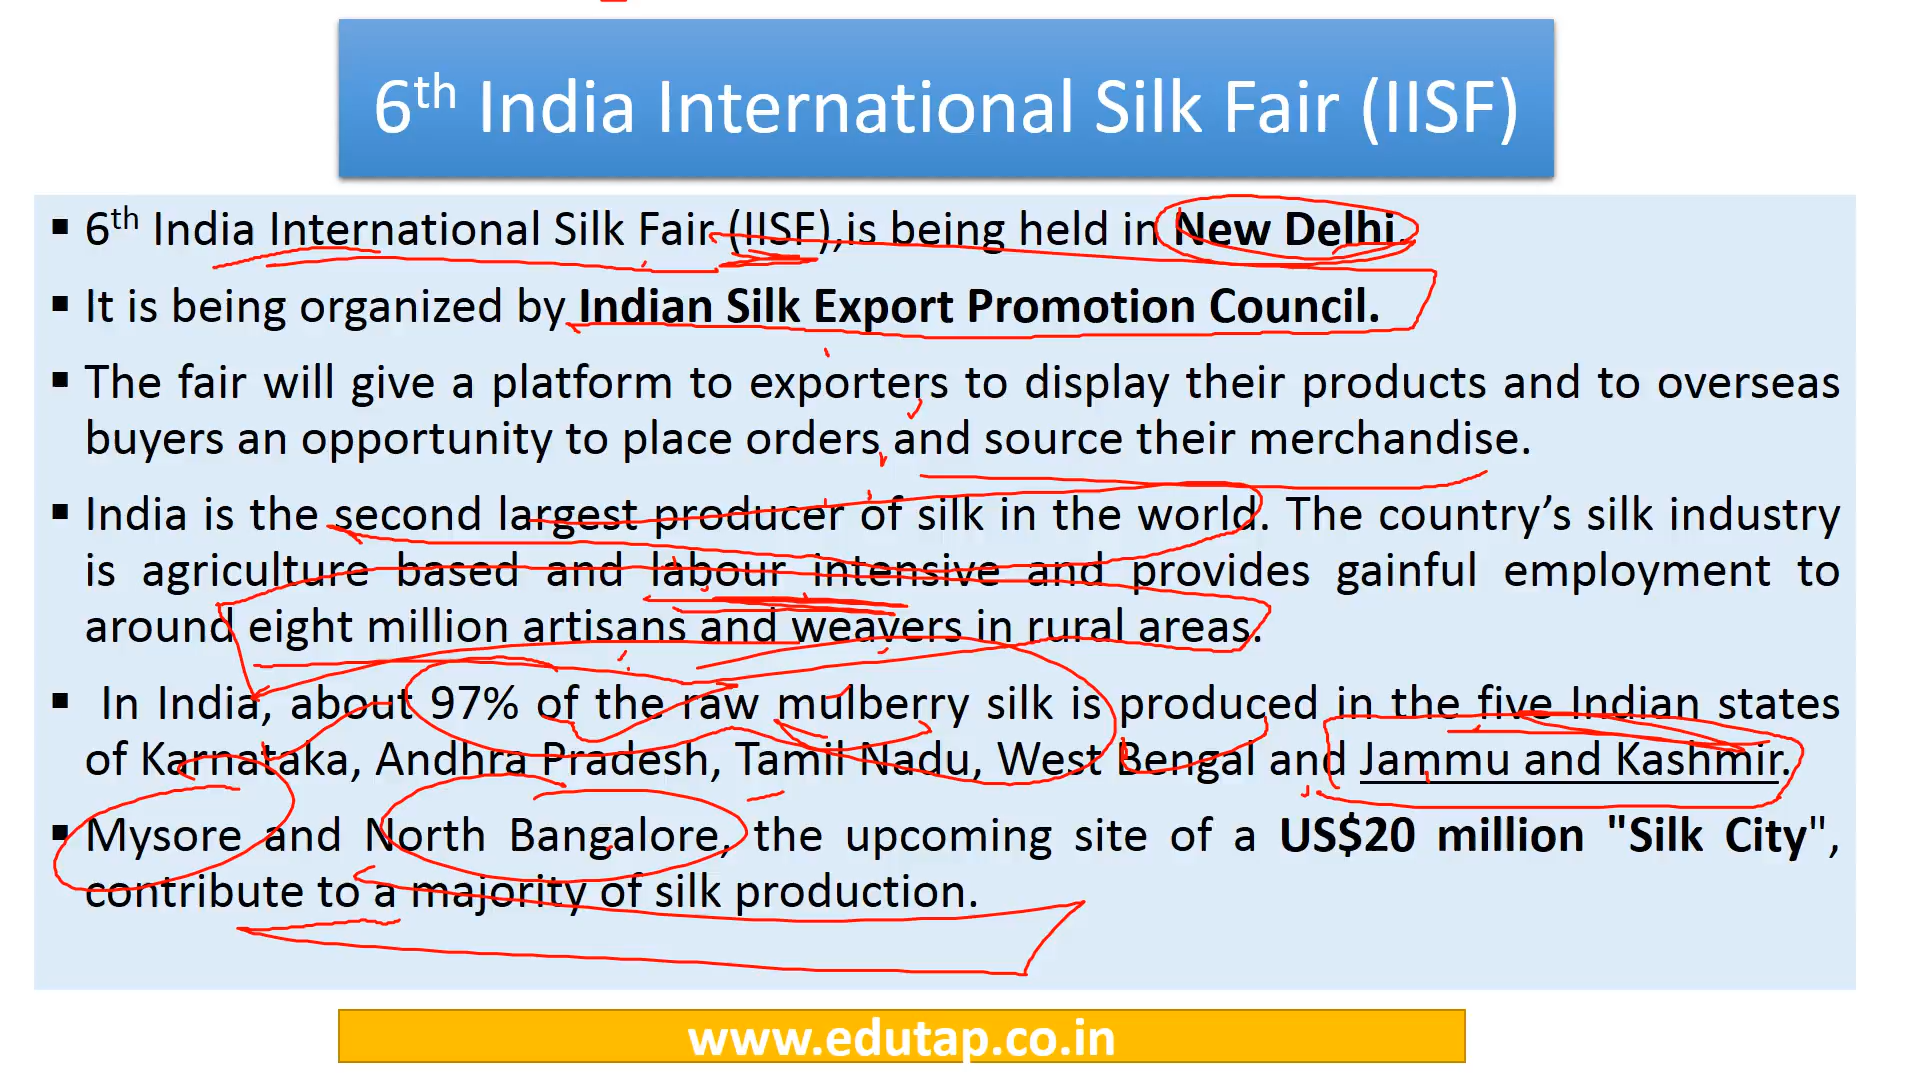 6th India International Silk Fair (IISF)
▪ 6th India International Silk Fair (IISF),is being held in New Delhi.
▪ It is being organized by Indian Silk Export Promotion Council.
▪ The fair will give a platform to exporters to display their products and to overseas
buyers an opportunity to place orders and source their merchandise.
▪ India is the second largest producer of silk in the world. The country’s silk industry
is agriculture based and labour intensive and provides gainful employment to
around eight million artisans and weavers in rural areas.
▪ In India, about 97% of the raw mulberry silk is produced in the five Indian states
of Karnataka, Andhra Pradesh, Tamil Nadu, West Bengal and Jammu and Kashmir.
▪ Mysore and North Bangalore, the upcoming site of a US$20 million "Silk City",
contribute to a majority of silk production.
www.edutap.co.in